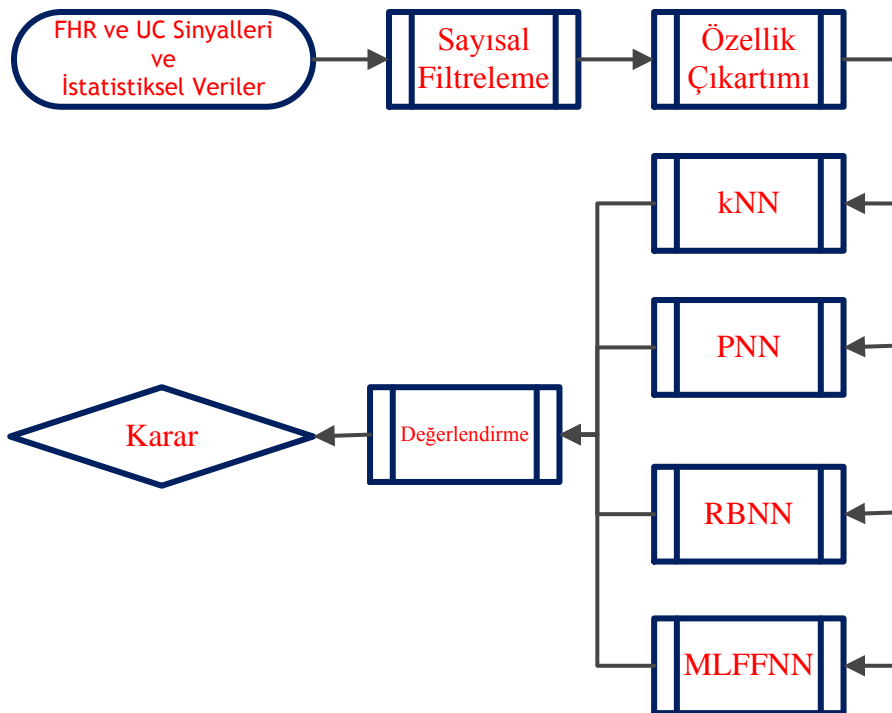 FHR ve UC Sinyalleri
ve
İstatistiksel Veriler
Sayısal
Filtreleme
Özellik
Çıkartımı
kNN
PNN
Karar
Değerlendirme
RBNN
MLFFNN